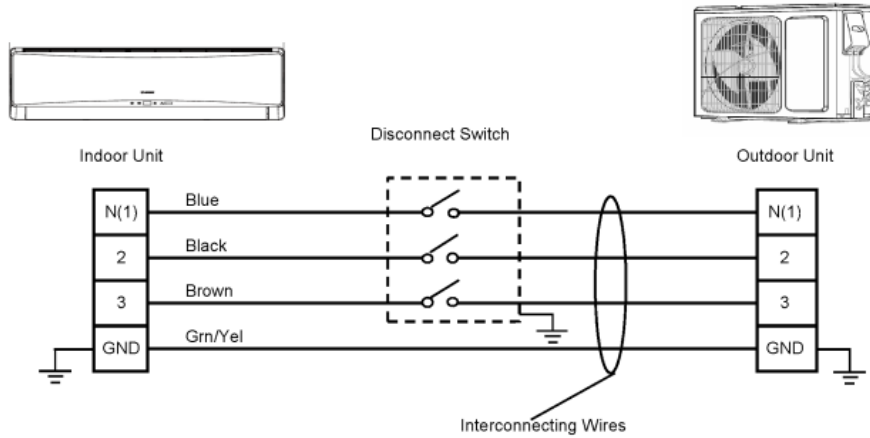 Disconnect Switch
Indoor Unit
Outdoor Unit
N(1)
Blue
N(1)
2
Black
2
3
Brown
3
GND
Grn/Yel
GND
Interconnecting Wires